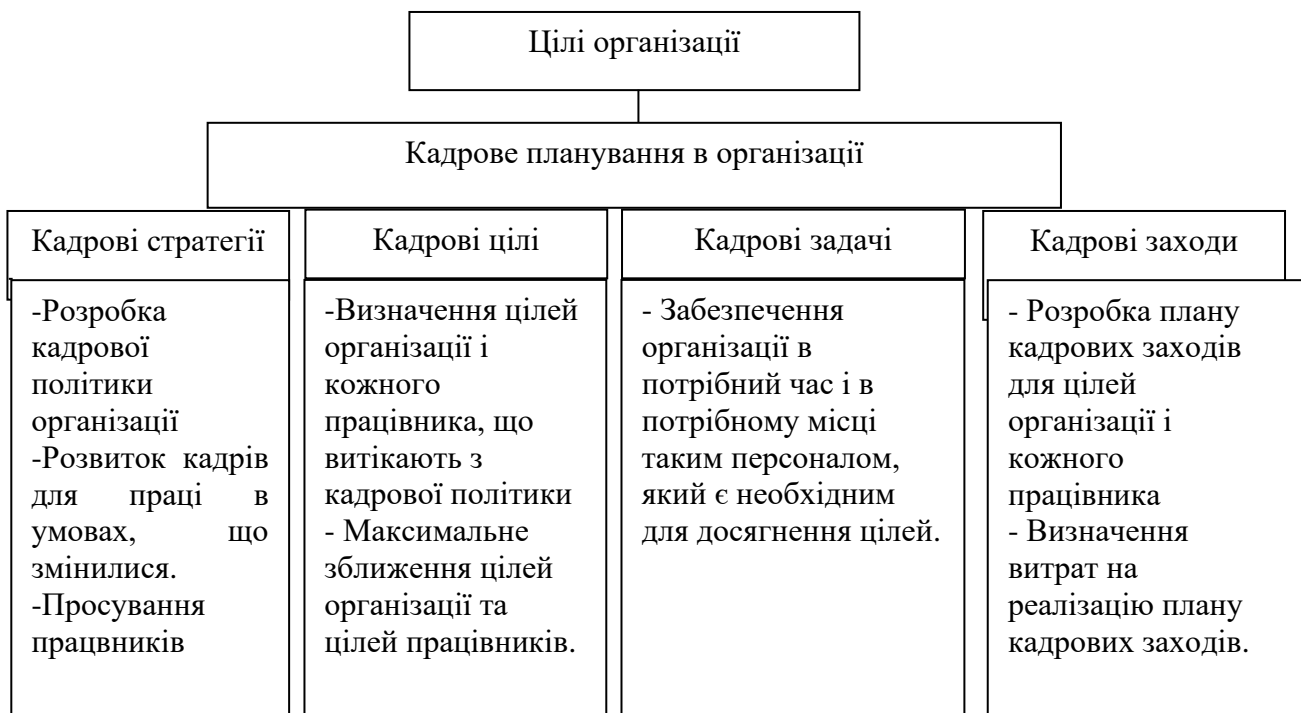 Цілі організації
Кадрове планування в організації
Кадрові стратегії
Кадрові цілі
Кадрові задачі
Кадрові заходи
-Розробка
кадрової
політики
організації
-Розвиток кадрів
для праці в
умовах, що
змінилися.
-Просування
працвників
-Визначення цілей
організації і
кожного
працівника, що
витікають з
кадрової політики
- Максимальне
зближення цілей
організації та
цілей працівників.
- Забезпечення
організації в
потрібний час і в
потрібному місці
таким персоналом,
який є необхідним
для досягнення цілей.
- Розробка плану
кадрових заходів
для цілей
організації і
кожного
працівника
- Визначення
витрат на
реалізацію плану
кадрових заходів.